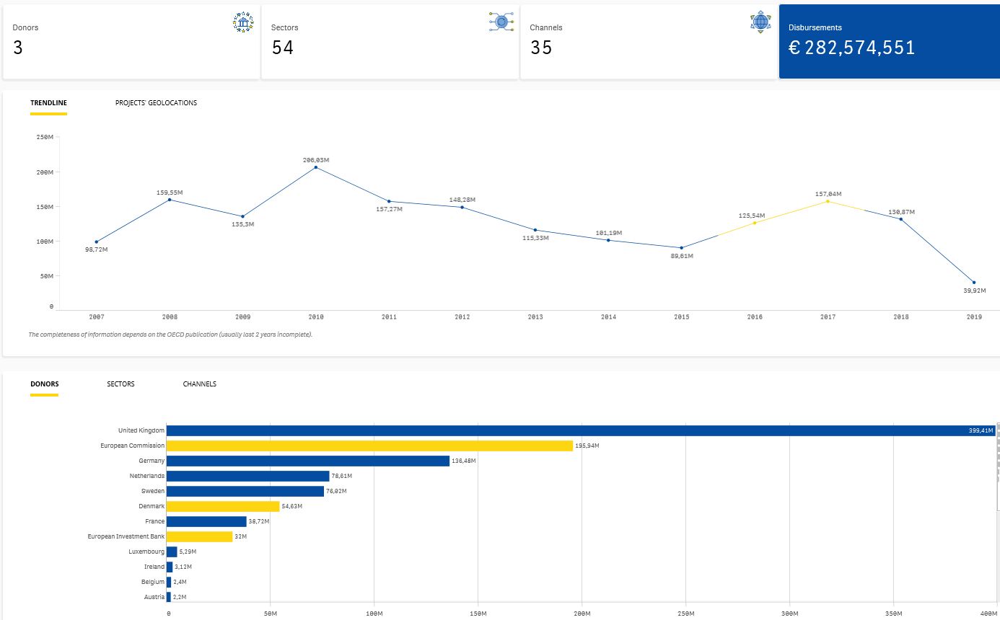 Donors
3
Sectors
54
Channels
35
Disbursements
€ 282,574,551
TRENDLINE PROJECTS' GEOLOCATIONS
250M
200M
150M
100M
50M
0
98,72M
159,55M
135,3M
206,03M
157,27M
148,28M
115,33M
101,19M
89,61M
125,54M
157,04M
130,87M
39,92M
2007 2008 2009 2010 2011 2012 2013 2014 2015 2016 2017 2018 2019
The completeness of information depends on the OECD publication (usually last 2 years incomplete).
DONORS SECTORS CHANNELS
United Kingdom 399,41M
European Commission 195,94M
Germany 136,48M
Netherlands 78,61M
Sweden 76,02M
Denmark 54,63M
France 38,72M
European Investment Bank 32M
Luxembourg 5,29M
Ireland 3,12M
Belgium 2,4M
Austria 2,2M
0 50M 100M 150M 200M 250M 300M 350M 400M